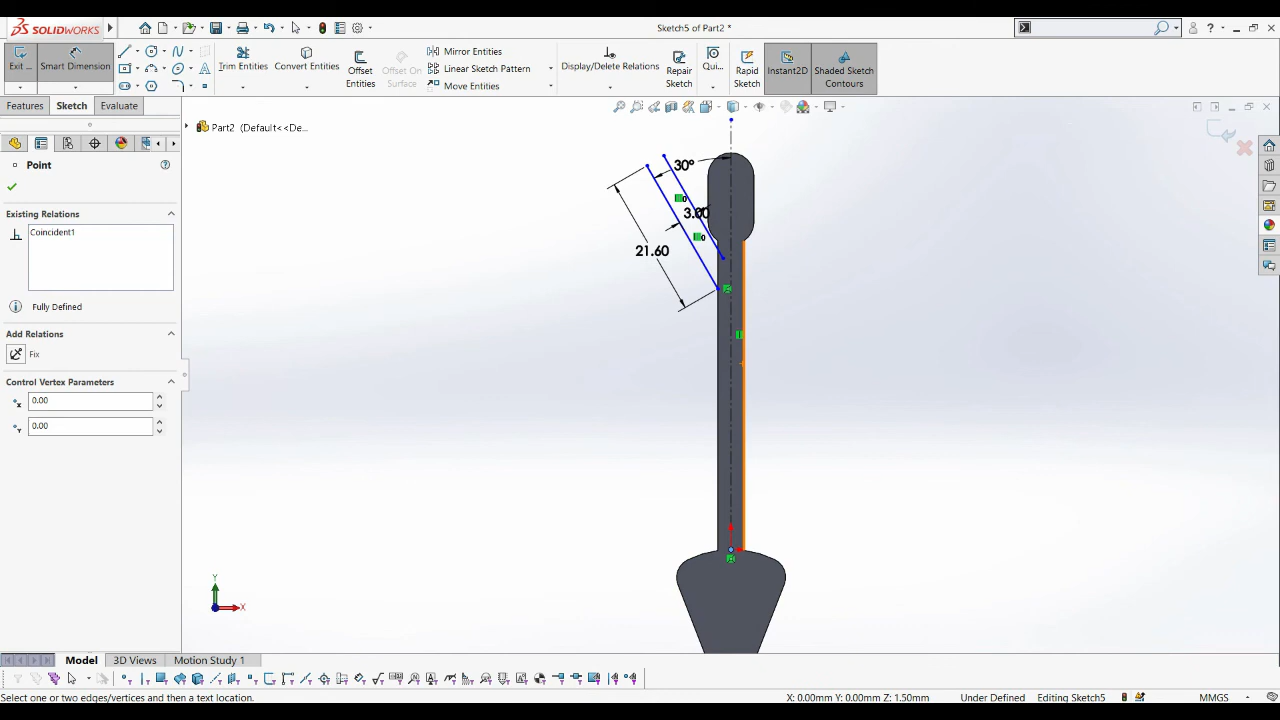 SOLIDWORKS
Sketch5 of Part2 *
Exit ...
Smart Dimension
Trim Entities
Convert Entities
Offset Entities
Offset On Surface
Mirror Entities
Linear Sketch Pattern
Move Entities
Display/Delete Relations
Repair Sketch
Qui...
Rapid Sketch
Instant2D
Shaded Sketch Contours
Features
Sketch
Evaluate
Part2 (Default<<De...
Point
Existing Relations
Coincident1
Fully Defined
Add Relations
Fix
Control Vertex Parameters
0.00
0.00
30°
3.00
21.60
Y
X
Model
3D Views
Motion Study 1
Select one or two edges/vertices and then a text location.
X: 0.00mm Y: 0.00mm Z: 1.50mm
Under Defined
Editing Sketch5
MMGS